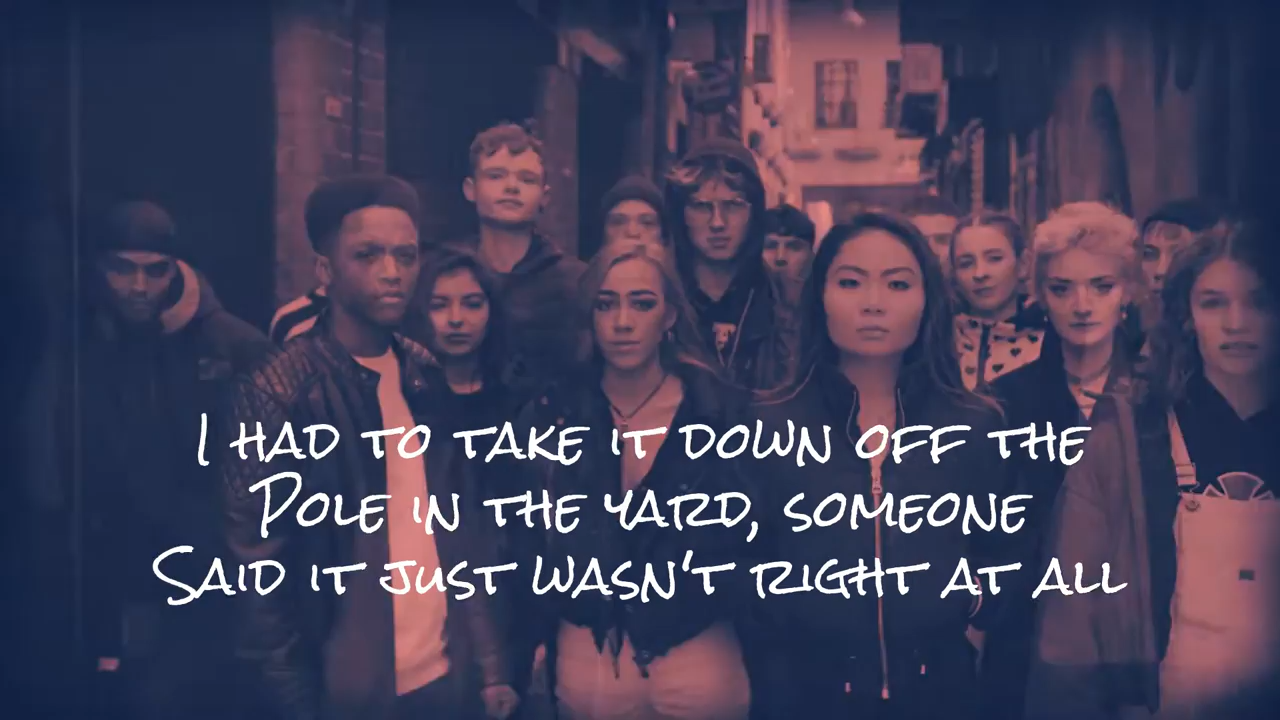 I HAD TO TAKE IT DOWN OFF THE
POLE IN THE YARD, SOMEONE
SAID IT JUST WASN'T RIGHT AT ALL